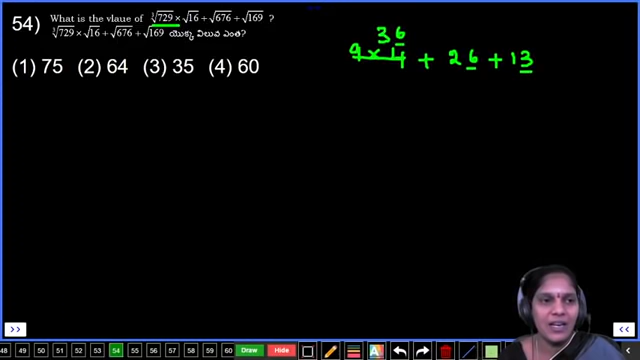 54) What is the vlaue of ∛729 × √16 + √676 + √169 ?
∛729 × √16 + √676 + √169 యొక్క విలువ ఎంత?
(1) 75 (2) 64 (3) 35 (4) 60
36
9 × 4 + 26 + 13
>> <<
48 49 50 51 52 53 54 55 56 57 58 59 60 Draw Hide